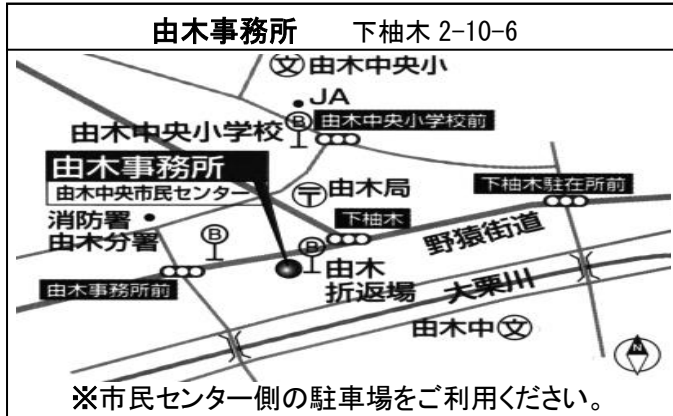 由木事務所 下柚木 2-10-6
文 由木中央小
JA
由木中央小学校 B 由木中央小学校前
由木事務所
由木中央市民センター
〒 由木局
下柚木駐在所前
消防署
由木分署
B
下柚木
B
野猿街道
由木
折返場
由木事務所前
大栗川
由木中 文
N
※市民センター側の駐車場をご利用ください。